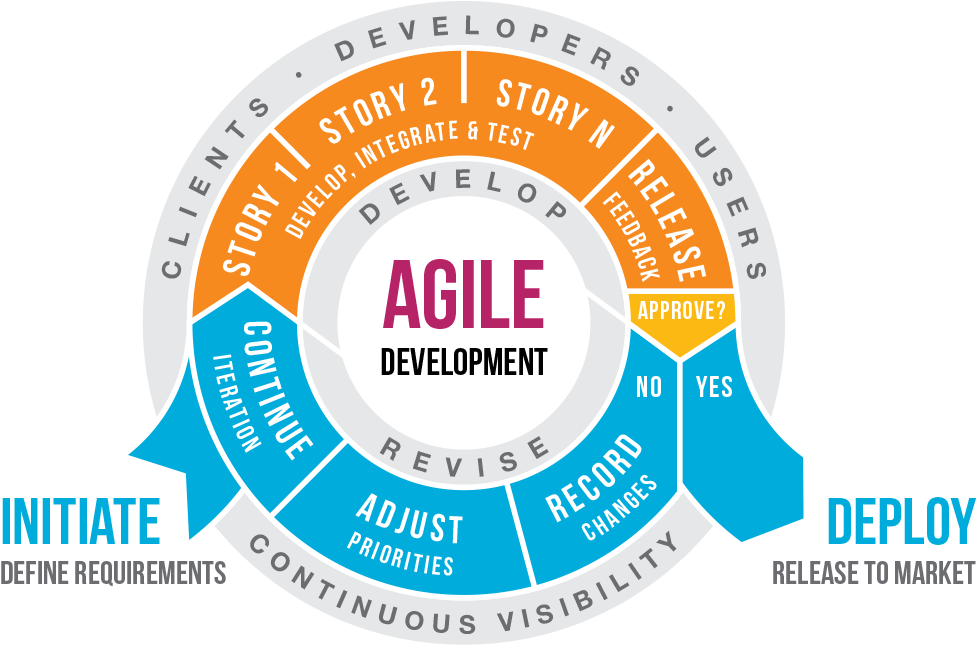 CLIENTS · DEVELOPERS · USERS
STORY 1
STORY 2
STORY N
DEVELOP, INTEGRATE & TEST
RELEASE
FEEDBACK
DEVELOP
APPROVE?
AGILE
DEVELOPMENT
NO
YES
CONTINUE
ITERATION
REVISE
RECORD
CHANGES
ADJUST
PRIORITIES
INITIATE
DEFINE REQUIREMENTS
DEPLOY
RELEASE TO MARKET
CONTINUOUS VISIBILITY